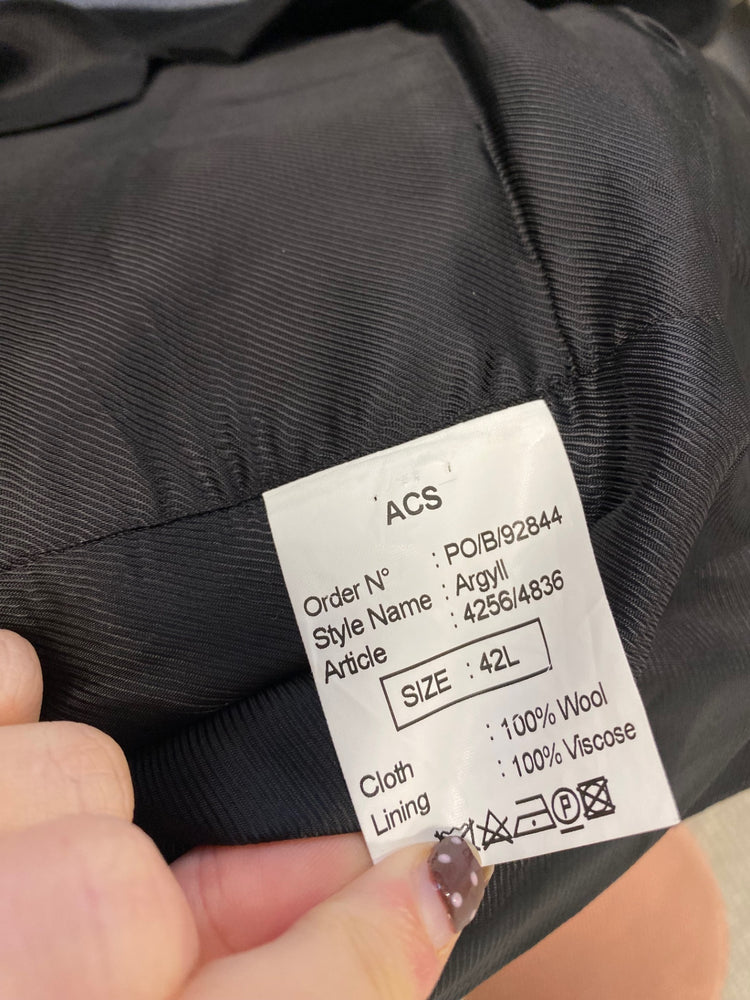 ACS
Order N° : PO/B/92844
Style Name : Argyll
Article : 4256/4836
SIZE : 42L
Cloth : 100% Wool
Lining : 100% Viscose
P